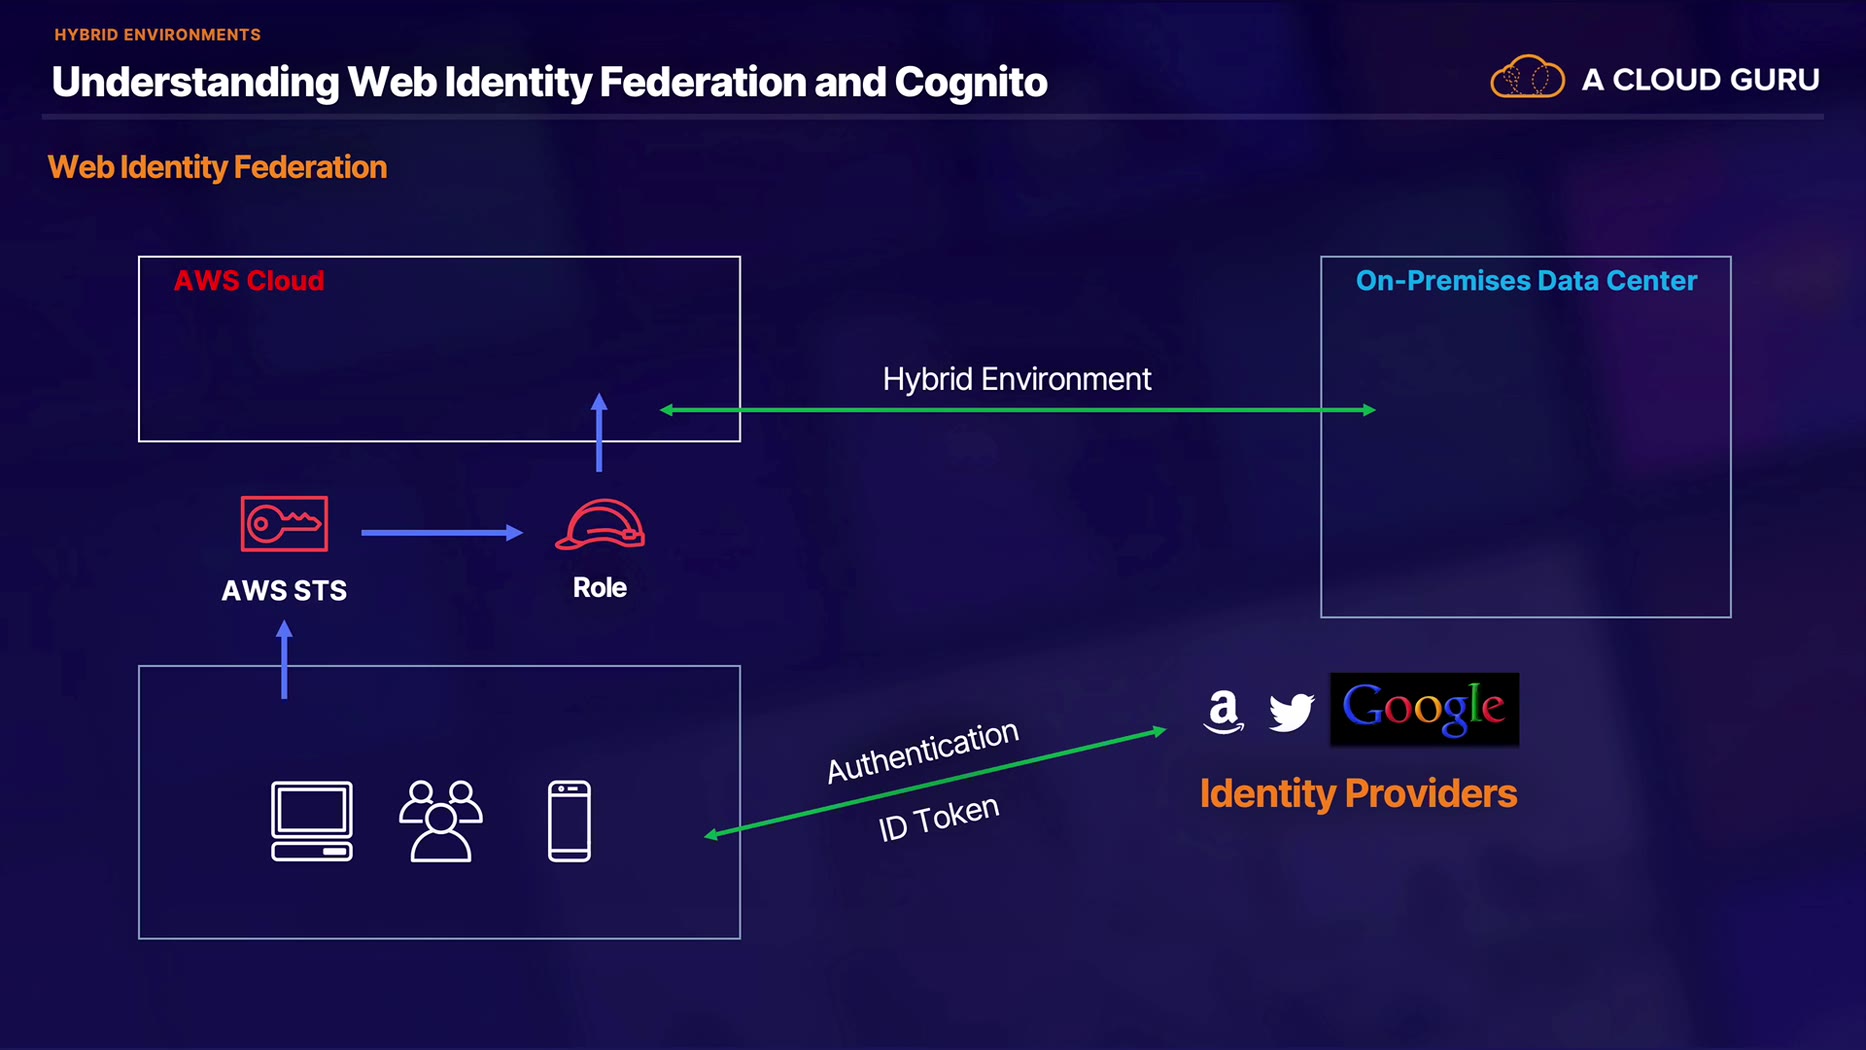 HYBRID ENVIRONMENTS
Understanding Web Identity Federation and Cognito
A CLOUD GURU
Web Identity Federation
AWS Cloud
On-Premises Data Center
Hybrid Environment
AWS STS
Role
Authentication
ID Token
a
Google
Identity Providers